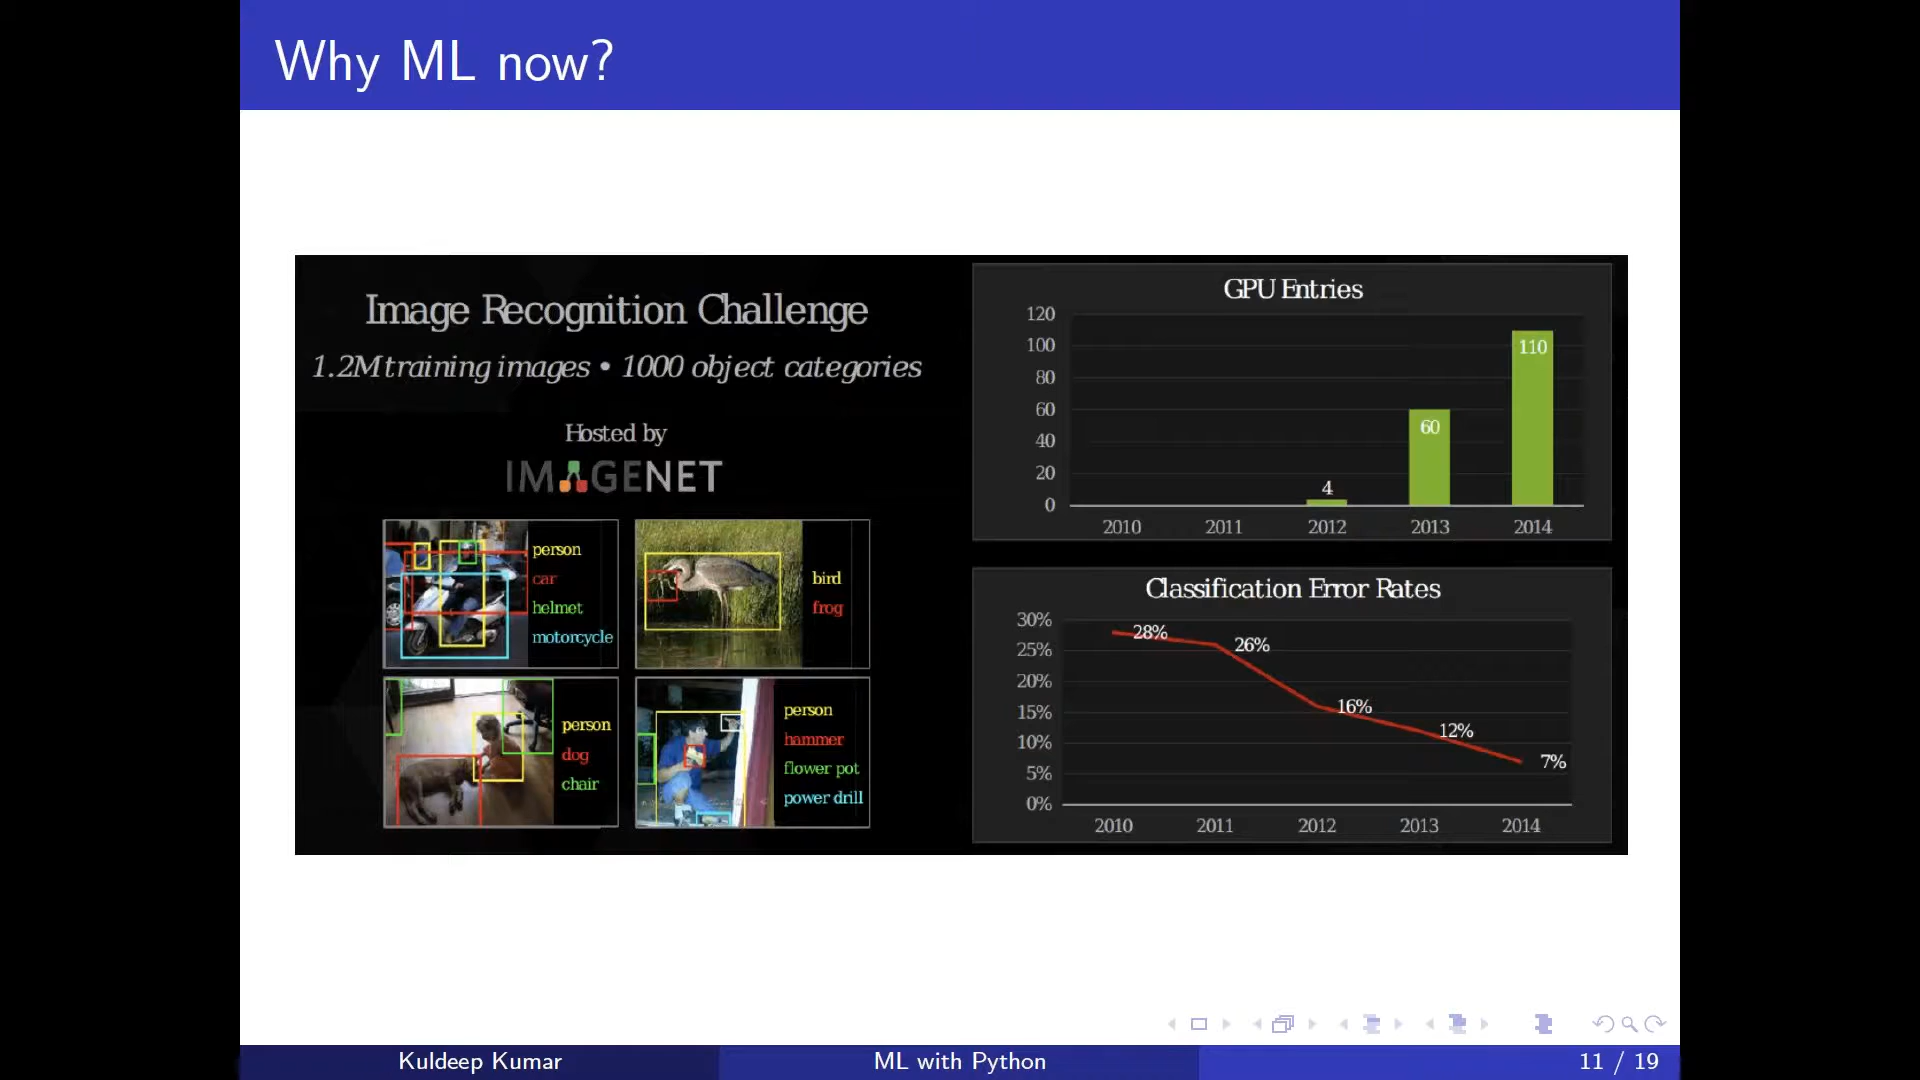 Why ML now?
Image Recognition Challenge
1.2M training images • 1000 object categories
Hosted by
IMAGENET
person
car
helmet
motorcycle
bird
frog
person
dog
chair
person
hammer
flower pot
power drill
GPU Entries
120
100
80
60
40
20
0
4
60
110
2010 2011 2012 2013 2014
Classification Error Rates
30%
25%
20%
15%
10%
5%
0%
28%
26%
16%
12%
7%
2010 2011 2012 2013 2014
Kuldeep Kumar ML with Python 11 / 19